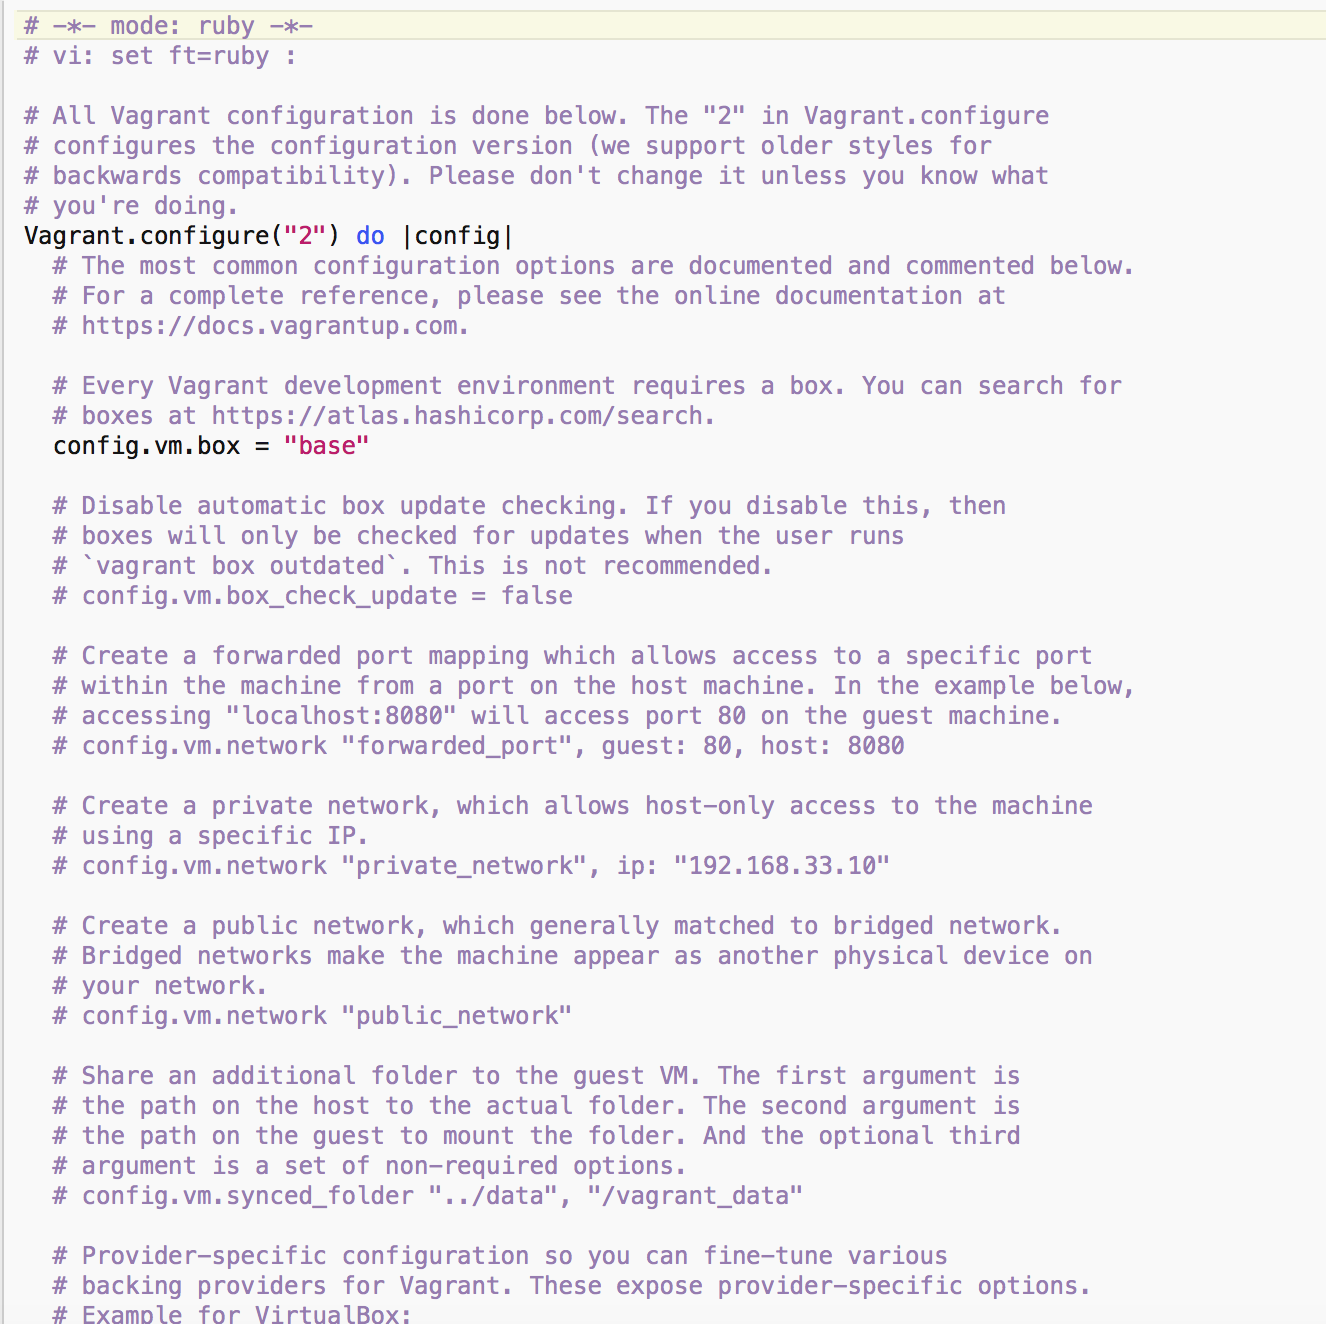 # -*- mode: ruby -*-
# vi: set ft=ruby :
# All Vagrant configuration is done below. The "2" in Vagrant.configure
# configures the configuration version (we support older styles for
# backwards compatibility). Please don't change it unless you know what
# you're doing.
Vagrant.configure("2") do |config|
  # The most common configuration options are documented and commented below.
  # For a complete reference, please see the online documentation at
  # https://docs.vagrantup.com.
  # Every Vagrant development environment requires a box. You can search for
  # boxes at https://atlas.hashicorp.com/search.
  config.vm.box = "base"
  # Disable automatic box update checking. If you disable this, then
  # boxes will only be checked for updates when the user runs
  # `vagrant box outdated`. This is not recommended.
  # config.vm.box_check_update = false
  # Create a forwarded port mapping which allows access to a specific port
  # within the machine from a port on the host machine. In the example below,
  # accessing "localhost:8080" will access port 80 on the guest machine.
  # config.vm.network "forwarded_port", guest: 80, host: 8080
  # Create a private network, which allows host-only access to the machine
  # using a specific IP.
  # config.vm.network "private_network", ip: "192.168.33.10"
  # Create a public network, which generally matched to bridged network.
  # Bridged networks make the machine appear as another physical device on
  # your network.
  # config.vm.network "public_network"
  # Share an additional folder to the guest VM. The first argument is
  # the path on the host to the actual folder. The second argument is
  # the path on the guest to mount the folder. And the optional third
  # argument is a set of non-required options.
  # config.vm.synced_folder "../data", "/vagrant_data"
  # Provider-specific configuration so you can fine-tune various
  # backing providers for Vagrant. These expose provider-specific options.
  # Example for VirtualBox: